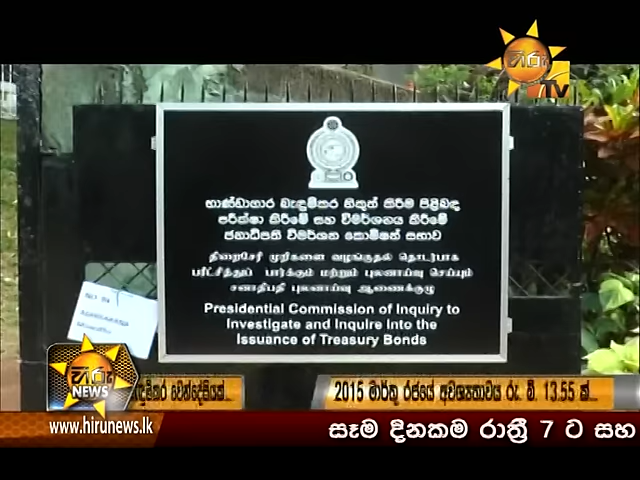 හිරු
TV
භාණ්ඩාගාර බැඳුම්කර නිකුත් කිරීම පිළිබඳ
පරීක්ෂා කිරීමේ සහ විමර්ශනය කිරීමේ
ජනාධිපති විමර්ශන කොමිෂන් සභාව
திறைசேரி முறிகளை வழங்குதல் தொடர்பாக
பரீட்சித்துப் பார்க்கும் மற்றும் புலனாய்வு செய்யும்
சனாதிபதி புலனாய்வு ஆணைக்குழு
Presidential Commission of Inquiry to
Investigate and Inquire Into the
Issuance of Treasury Bonds
හිරු
NEWS
වෙන්දේසියක්...
2015 මාර්තු රජයේ අවශ්‍යතාවය රු. බි. 13.55 ක්...
www.hirunews.lk
සෑම දිනකම රාත්‍රී 7 ට සහ